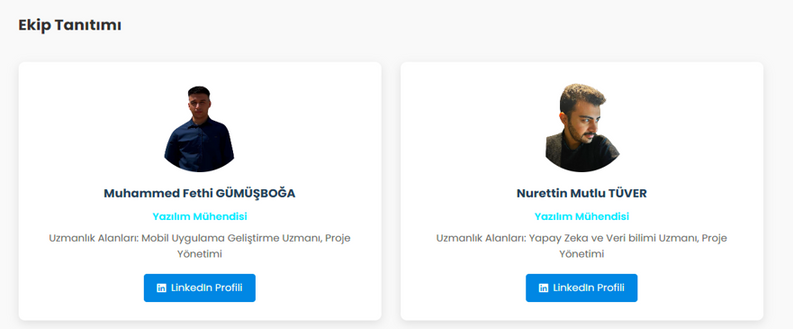 Ekip Tanıtımı
Muhammed Fethi GÜMÜŞBOĞA
Yazılım Mühendisi
Uzmanlık Alanları: Mobil Uygulama Geliştirme Uzmanı, Proje
Yönetimi
LinkedIn Profili
Nurettin Mutlu TÜVER
Yazılım Mühendisi
Uzmanlık Alanları: Yapay Zeka ve Veri bilimi Uzmanı, Proje
Yönetimi
LinkedIn Profili